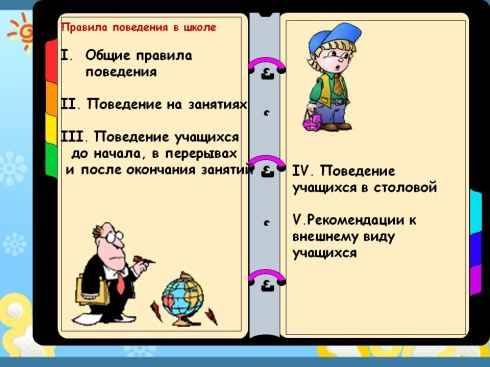 Правила поведения в школе
I. Общие правила
поведения
II. Поведение на занятиях
III. Поведение учащихся
до начала, в перерывах
и после окончания занятий
IV. Поведение
учащихся в столовой
V.Рекомендации к
внешнему виду
учащихся